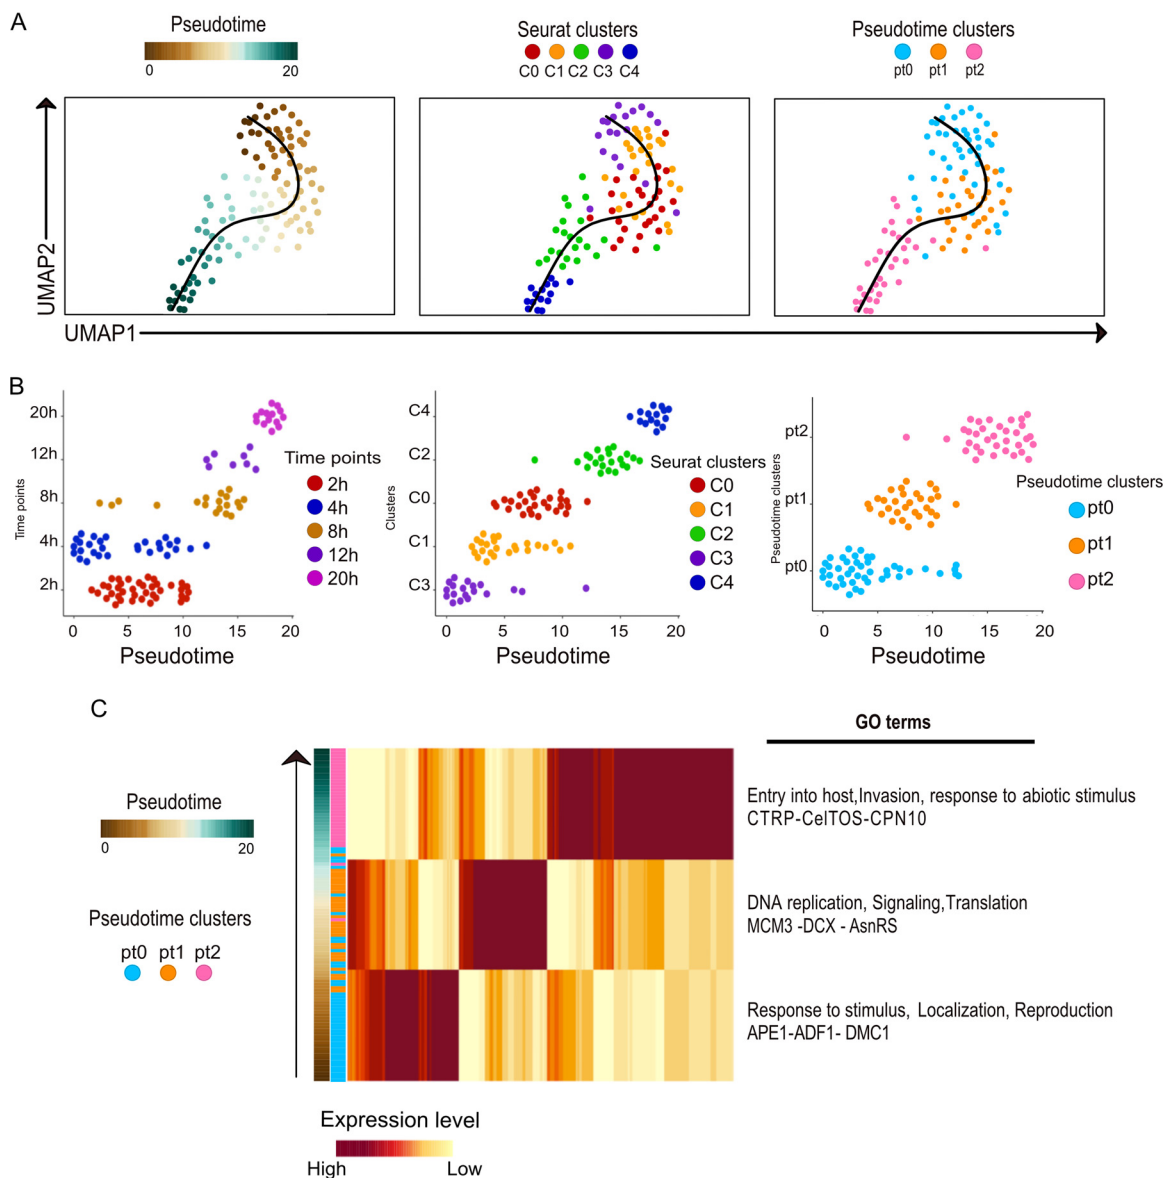 A
Pseudotime
0 20
Seurat clusters
C0 C1 C2 C3 C4
Pseudotime clusters
pt0 pt1 pt2
UMAP2
UMAP1
B
Time points
20h
12h
8h
4h
2h
0 5 10 15 20
Pseudotime
Time points
2h
4h
8h
12h
20h
Clusters
C4
C2
C0
C1
C3
0 5 10 15 20
Pseudotime
Seurat clusters
C0
C1
C2
C3
C4
Pseudotime clusters
pt2
pt1
pt0
0 5 10 15 20
Pseudotime
Pseudotime clusters
pt0
pt1
pt2
C
Pseudotime
0 20
Pseudotime clusters
pt0 pt1 pt2
GO terms
Entry into host,Invasion, response to abiotic stimulus
CTRP-CelTOS-CPN10
DNA replication, Signaling,Translation
MCM3 -DCX - AsnRS
Response to stimulus, Localization, Reproduction
APE1-ADF1- DMC1
Expression level
High Low